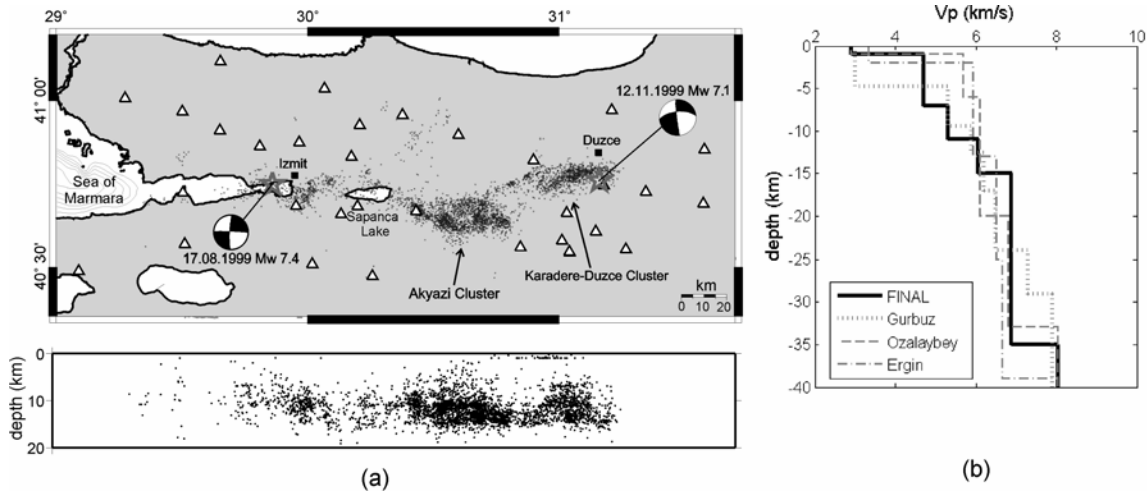 29°
30°
31°
41° 00'
40° 30'
12.11.1999 Mw 7.1
Duzce
Izmit
Sea of
Marmara
Sapanca
Lake
17.08.1999 Mw 7.4
Karadere-Duzce Cluster
Akyazi Cluster
km
0 10 20
depth (km)
0
10
20
(a)
Vp (km/s)
2 4 6 8 10
depth (km)
0
-5
-10
-15
-20
-25
-30
-35
-40
FINAL
Gurbuz
Ozalaybey
Ergin
(b)